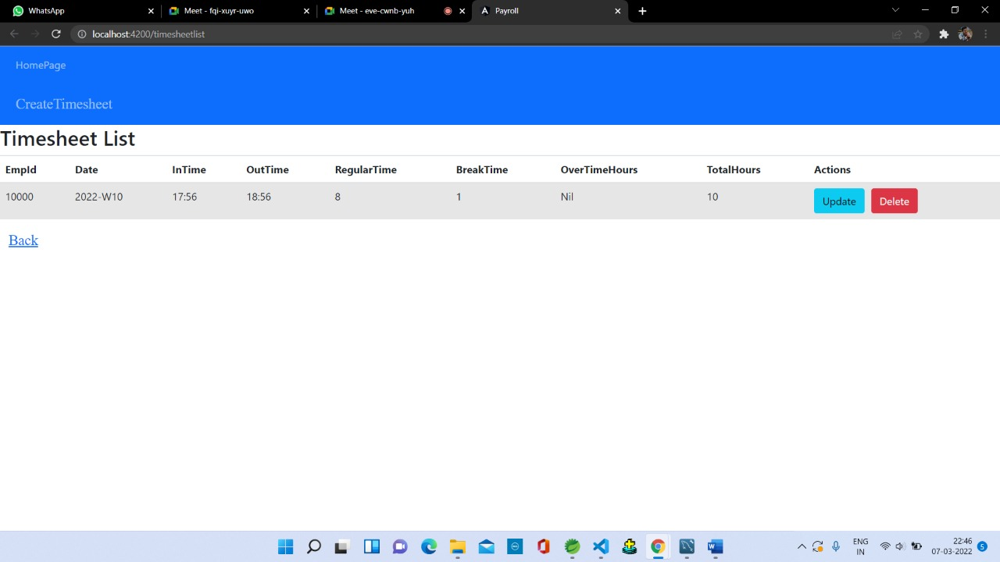 WhatsApp
Meet - fqi-xuyr-uwo
Meet - eve-cwnb-yuh
Payroll
localhost:4200/timesheetlist
HomePage
CreateTimesheet
Timesheet List
EmpId Date InTime OutTime RegularTime BreakTime OverTimeHours TotalHours Actions
10000 2022-W10 17:56 18:56 8 1 Nil 10 Update Delete
Back
ENG
IN
22:46
07-03-2022
5